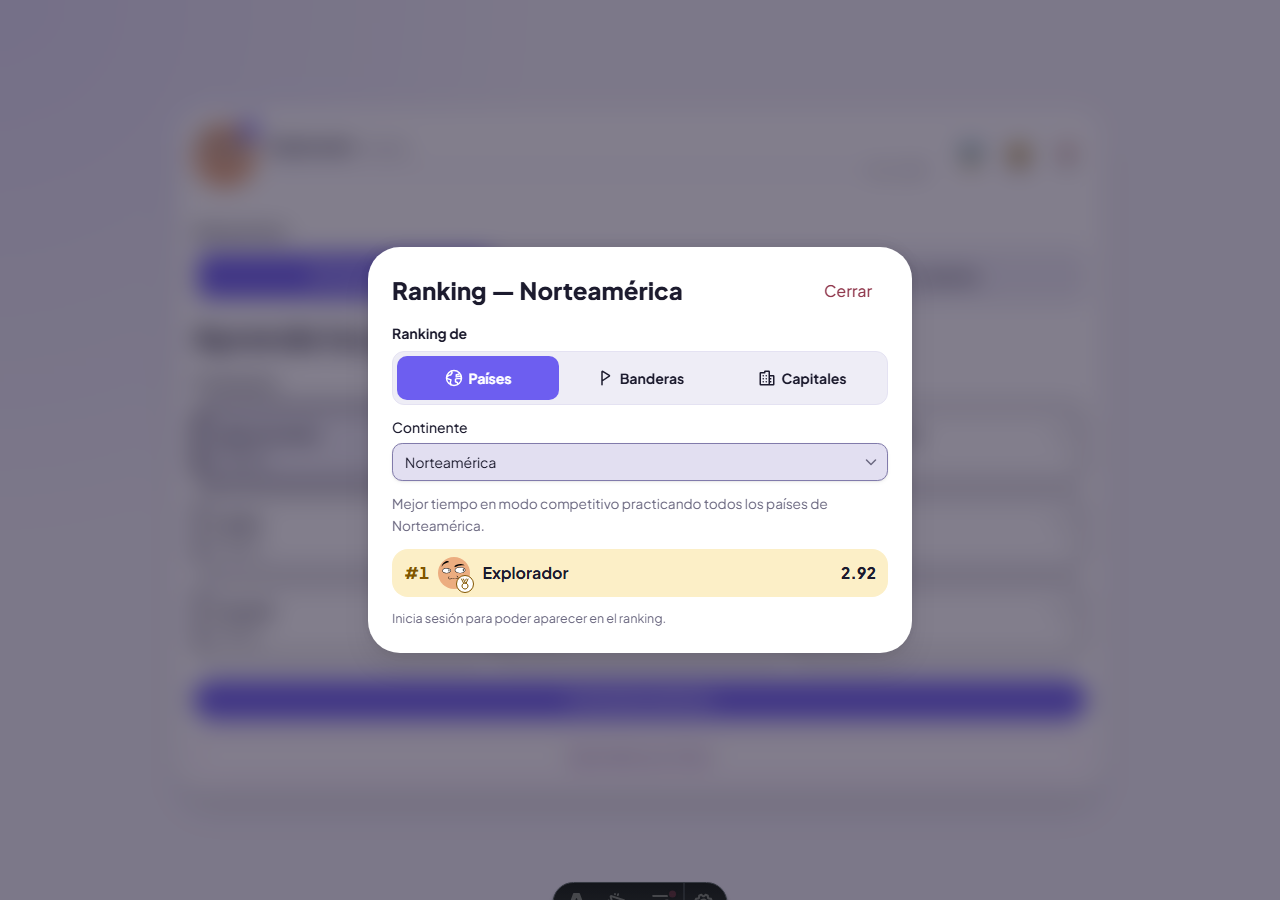 Ranking — Norteamérica
Cerrar
Ranking de
Países
Banderas
Capitales
Continente
Norteamérica
Mejor tiempo en modo competitivo practicando todos los países de
Norteamérica.
#1 Explorador 2.92
Inicia sesión para poder aparecer en el ranking.